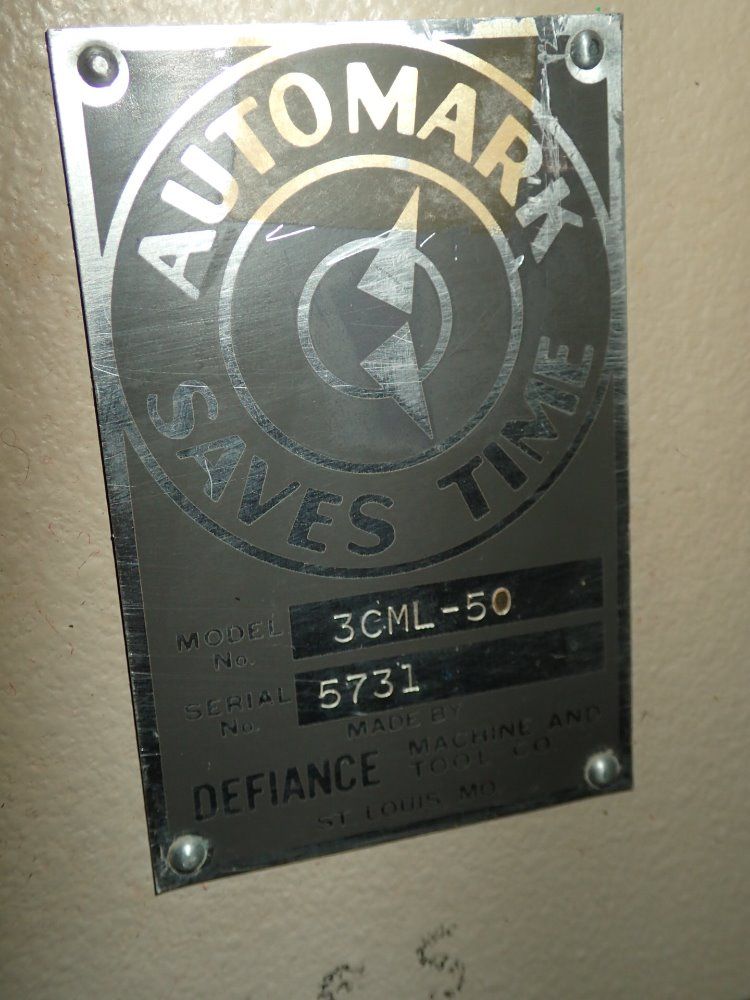 AUTOMARK
SAVES TIME
MODEL No. 3CML-50
SERIAL No. 5731
MADE BY
DEFIANCE MACHINE AND TOOL CO
ST. LOUIS MO.